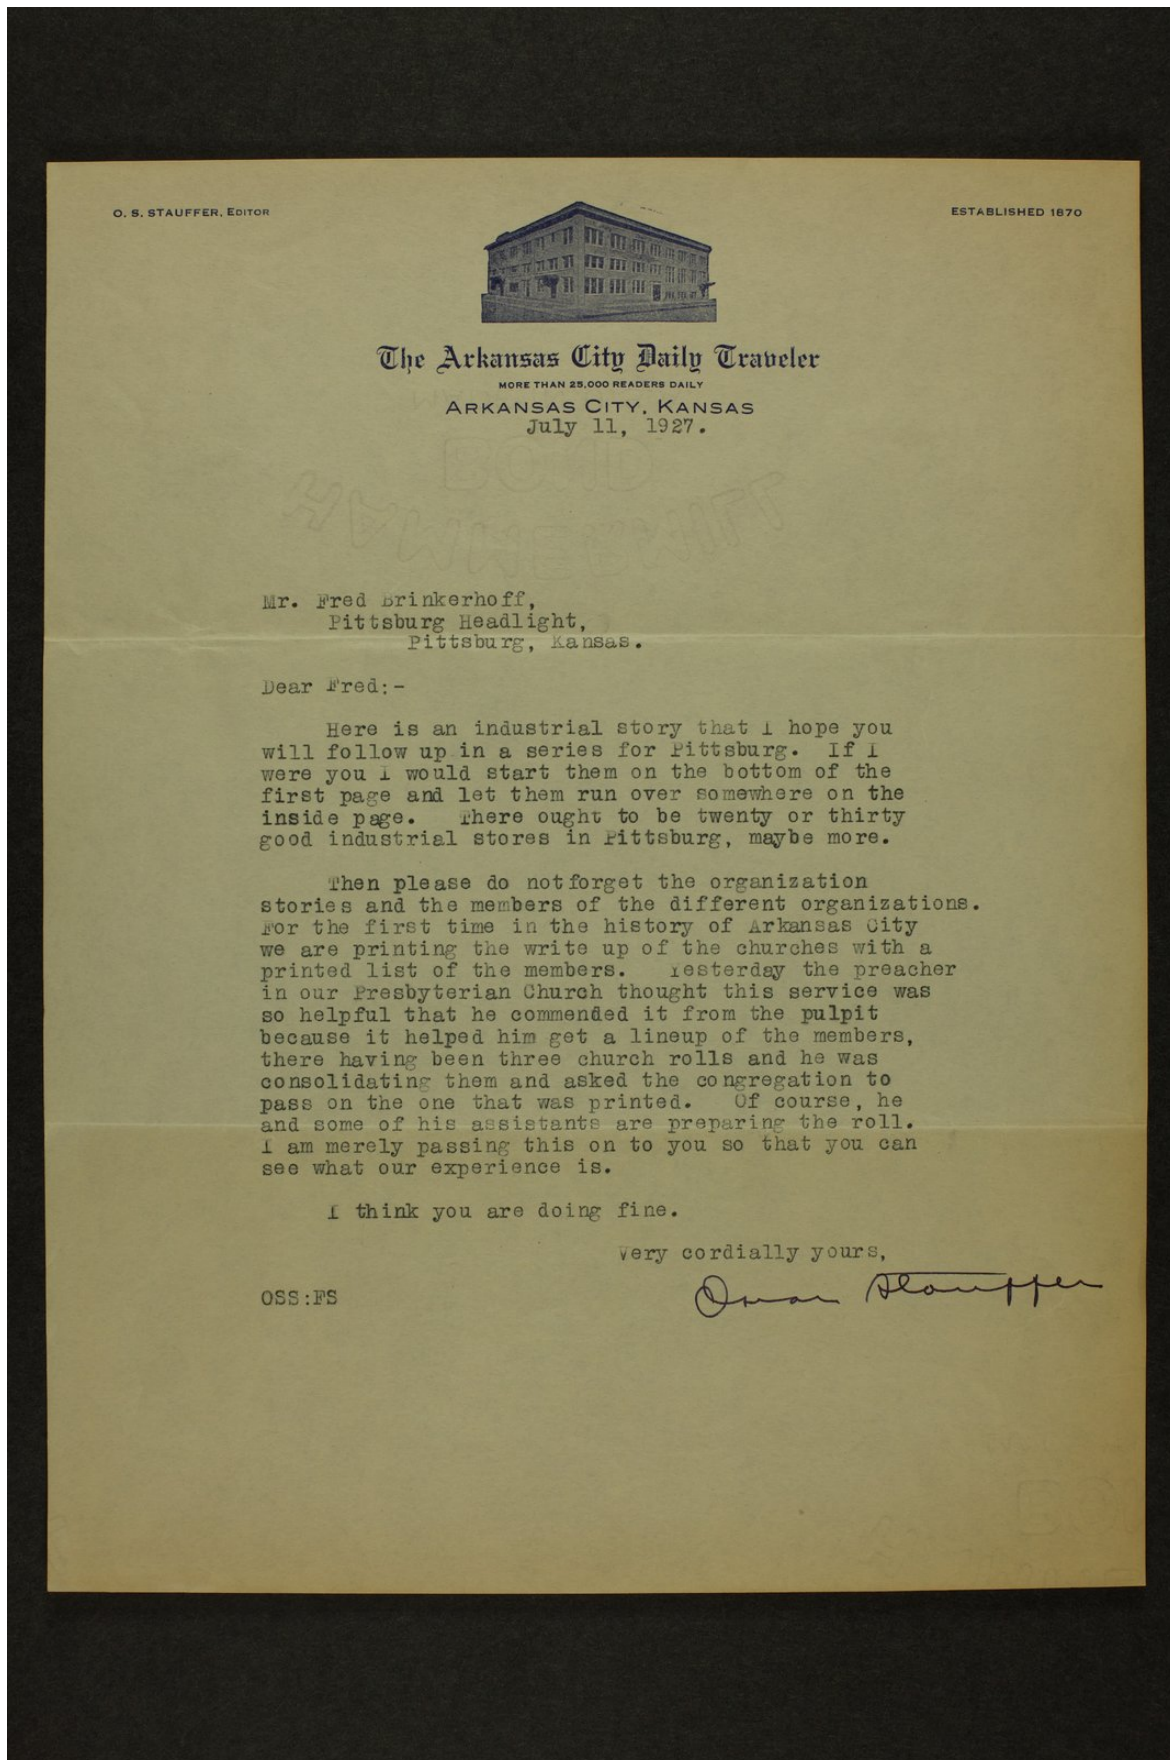 O. S. STAUFFER, EDITOR
ESTABLISHED 1870
The Arkansas City Daily Traveler
MORE THAN 25,000 READERS DAILY
ARKANSAS CITY, KANSAS
July 11, 1927.
BOND
HAMMERMILL
Mr. Fred Brinkerhoff,
Pittsburg Headlight,
Pittsburg, Kansas.
Dear Fred:-
Here is an industrial story that I hope you
will follow up in a series for Pittsburg. If I
were you I would start them on the bottom of the
first page and let them run over somewhere on the
inside page. There ought to be twenty or thirty
good industrial stores in Pittsburg, maybe more.
Then please do not forget the organization
stories and the members of the different organizations.
For the first time in the history of Arkansas City
we are printing the write up of the churches with a
printed list of the members. Yesterday the preacher
in our Presbyterian Church thought this service was
so helpful that he commended it from the pulpit
because it helped him get a lineup of the members,
there having been three church rolls and he was
consolidating them and asked the congregation to
pass on the one that was printed. Of course, he
and some of his assistants are preparing the roll.
I am merely passing this on to you so that you can
see what our experience is.
I think you are doing fine.
Very cordially yours,
Oscar Stauffer
OSS:FS